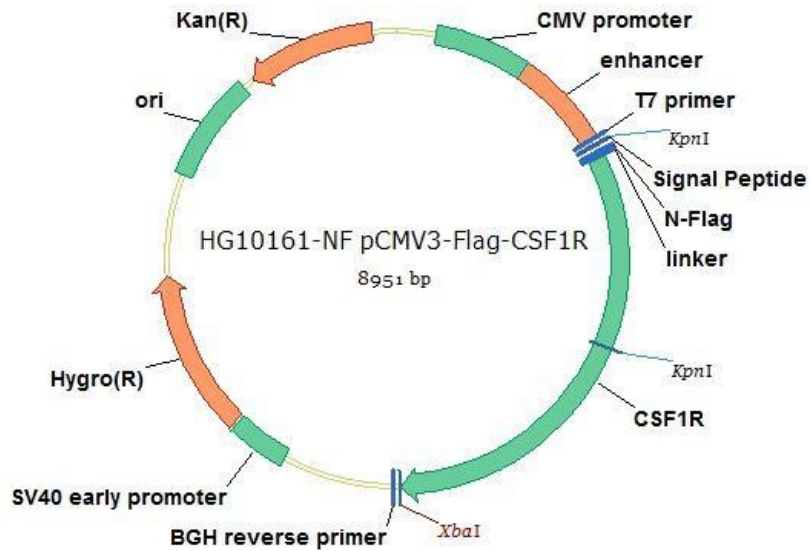 Kan(R)
CMV promoter
enhancer
ori
T7 primer
KpnI
Signal Peptide
N-Flag
linker
HG10161-NF pCMV3-Flag-CSF1R
8951 bp
KpnI
Hygro(R)
CSF1R
SV40 early promoter
BGH reverse primer
XbaI